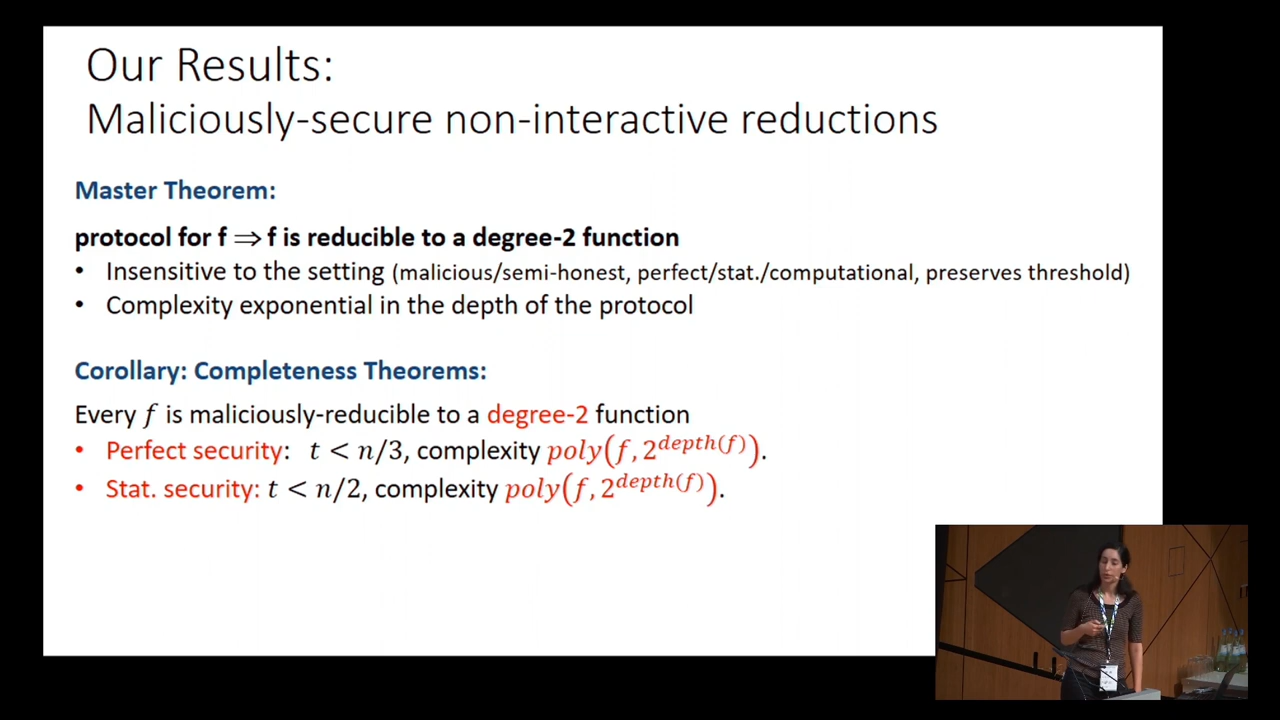 Our Results:
Maliciously-secure non-interactive reductions
Master Theorem:
protocol for f ⟹ f is reducible to a degree-2 function
• Insensitive to the setting (malicious/semi-honest, perfect/stat./computational, preserves threshold)
• Complexity exponential in the depth of the protocol
Corollary: Completeness Theorems:
Every f is maliciously-reducible to a degree-2 function
• Perfect security: t < n/3, complexity poly(f, 2^{depth(f)}).
• Stat. security: t < n/2, complexity poly(f, 2^{depth(f)}).